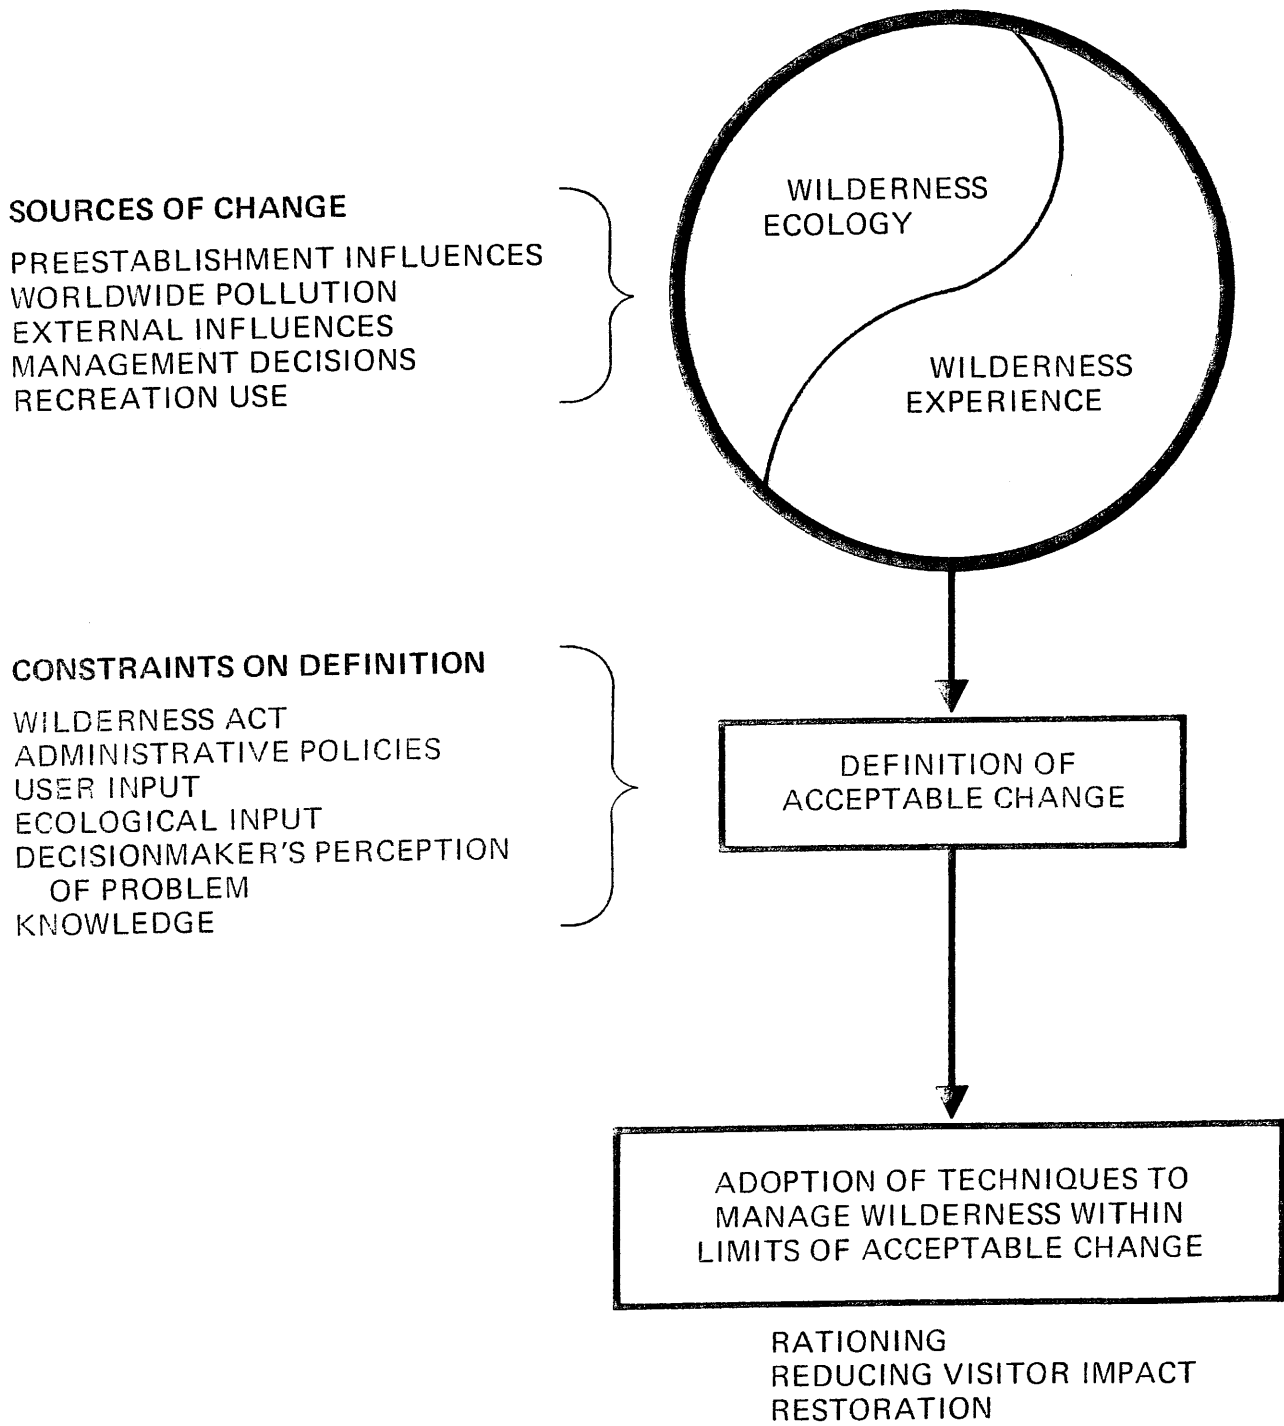 WILDERNESS
ECOLOGY
WILDERNESS
EXPERIENCE
SOURCES OF CHANGE
PREESTABLISHMENT INFLUENCES
WORLDWIDE POLLUTION
EXTERNAL INFLUENCES
MANAGEMENT DECISIONS
RECREATION USE
CONSTRAINTS ON DEFINITION
WILDERNESS ACT
ADMINISTRATIVE POLICIES
USER INPUT
ECOLOGICAL INPUT
DECISIONMAKER'S PERCEPTION
OF PROBLEM
KNOWLEDGE
DEFINITION OF
ACCEPTABLE CHANGE
ADOPTION OF TECHNIQUES TO
MANAGE WILDERNESS WITHIN
LIMITS OF ACCEPTABLE CHANGE
RATIONING
REDUCING VISITOR IMPACT
RESTORATION